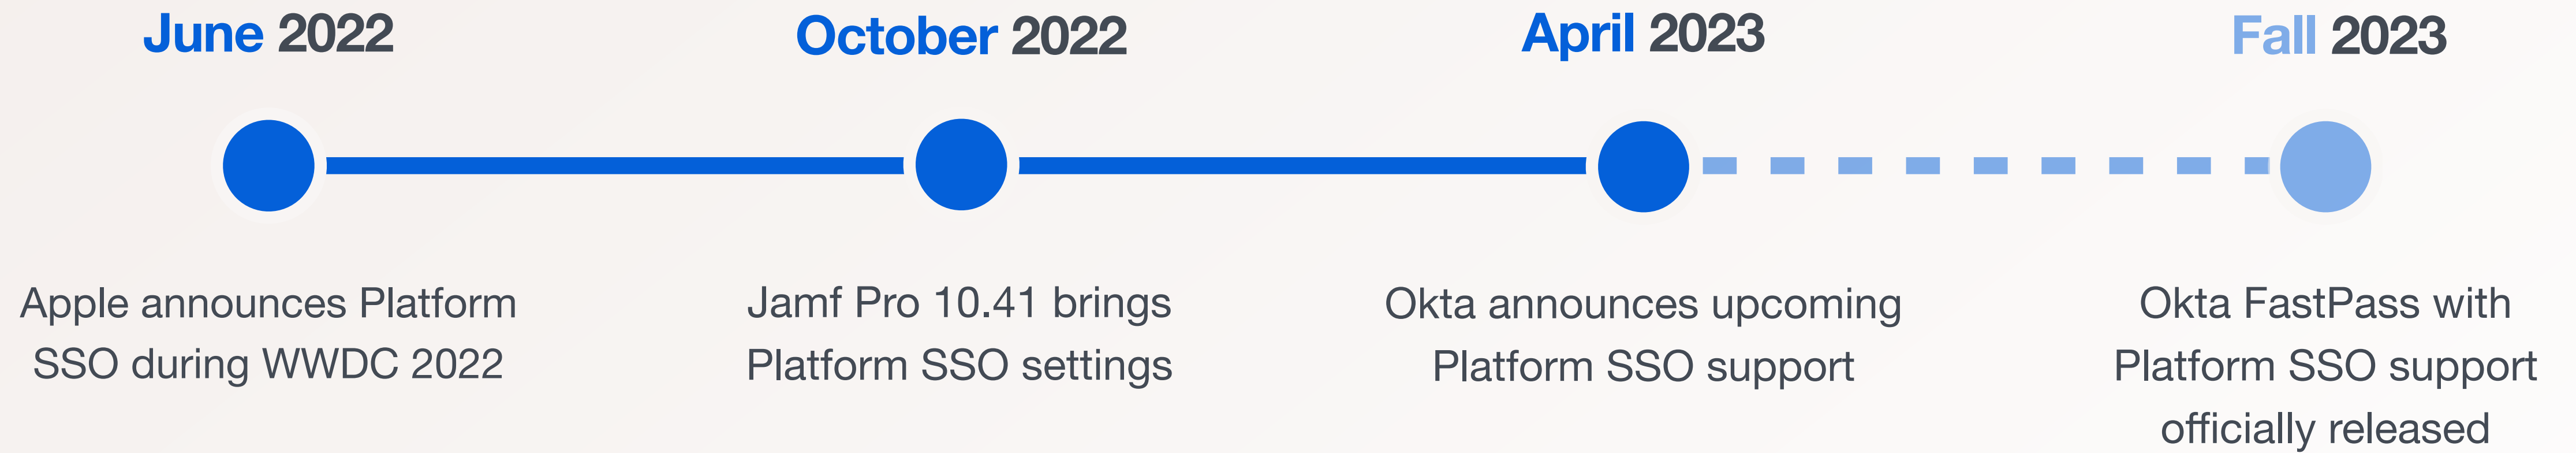 June 2022
Apple announces Platform
SSO during WWDC 2022
October 2022
Jamf Pro 10.41 brings
Platform SSO settings
April 2023
Okta announces upcoming
Platform SSO support
Fall 2023
Okta FastPass with
Platform SSO support
officially released